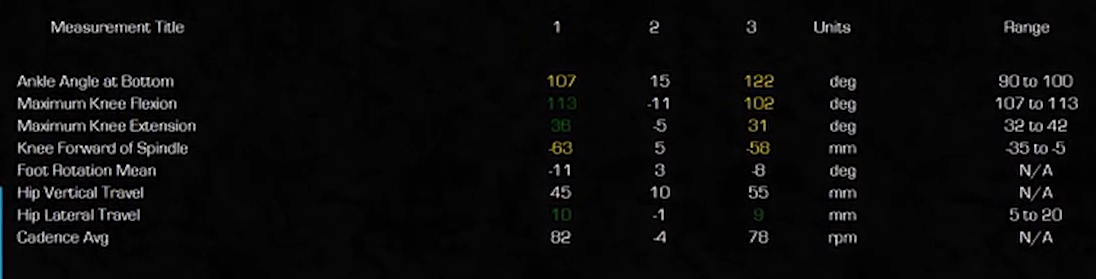 Measurement Title 1 2 3 Units Range
Ankle Angle at Bottom 107 15 122 deg 90 to 100
Maximum Knee Flexion 113 -11 102 deg 107 to 113
Maximum Knee Extension 36 -5 31 deg 32 to 42
Knee Forward of Spindle -63 5 -58 mm -35 to -5
Foot Rotation Mean -11 3 -8 deg N/A
Hip Vertical Travel 45 10 55 mm N/A
Hip Lateral Travel 10 -1 9 mm 5 to 20
Cadence Avg 82 -4 78 rpm N/A